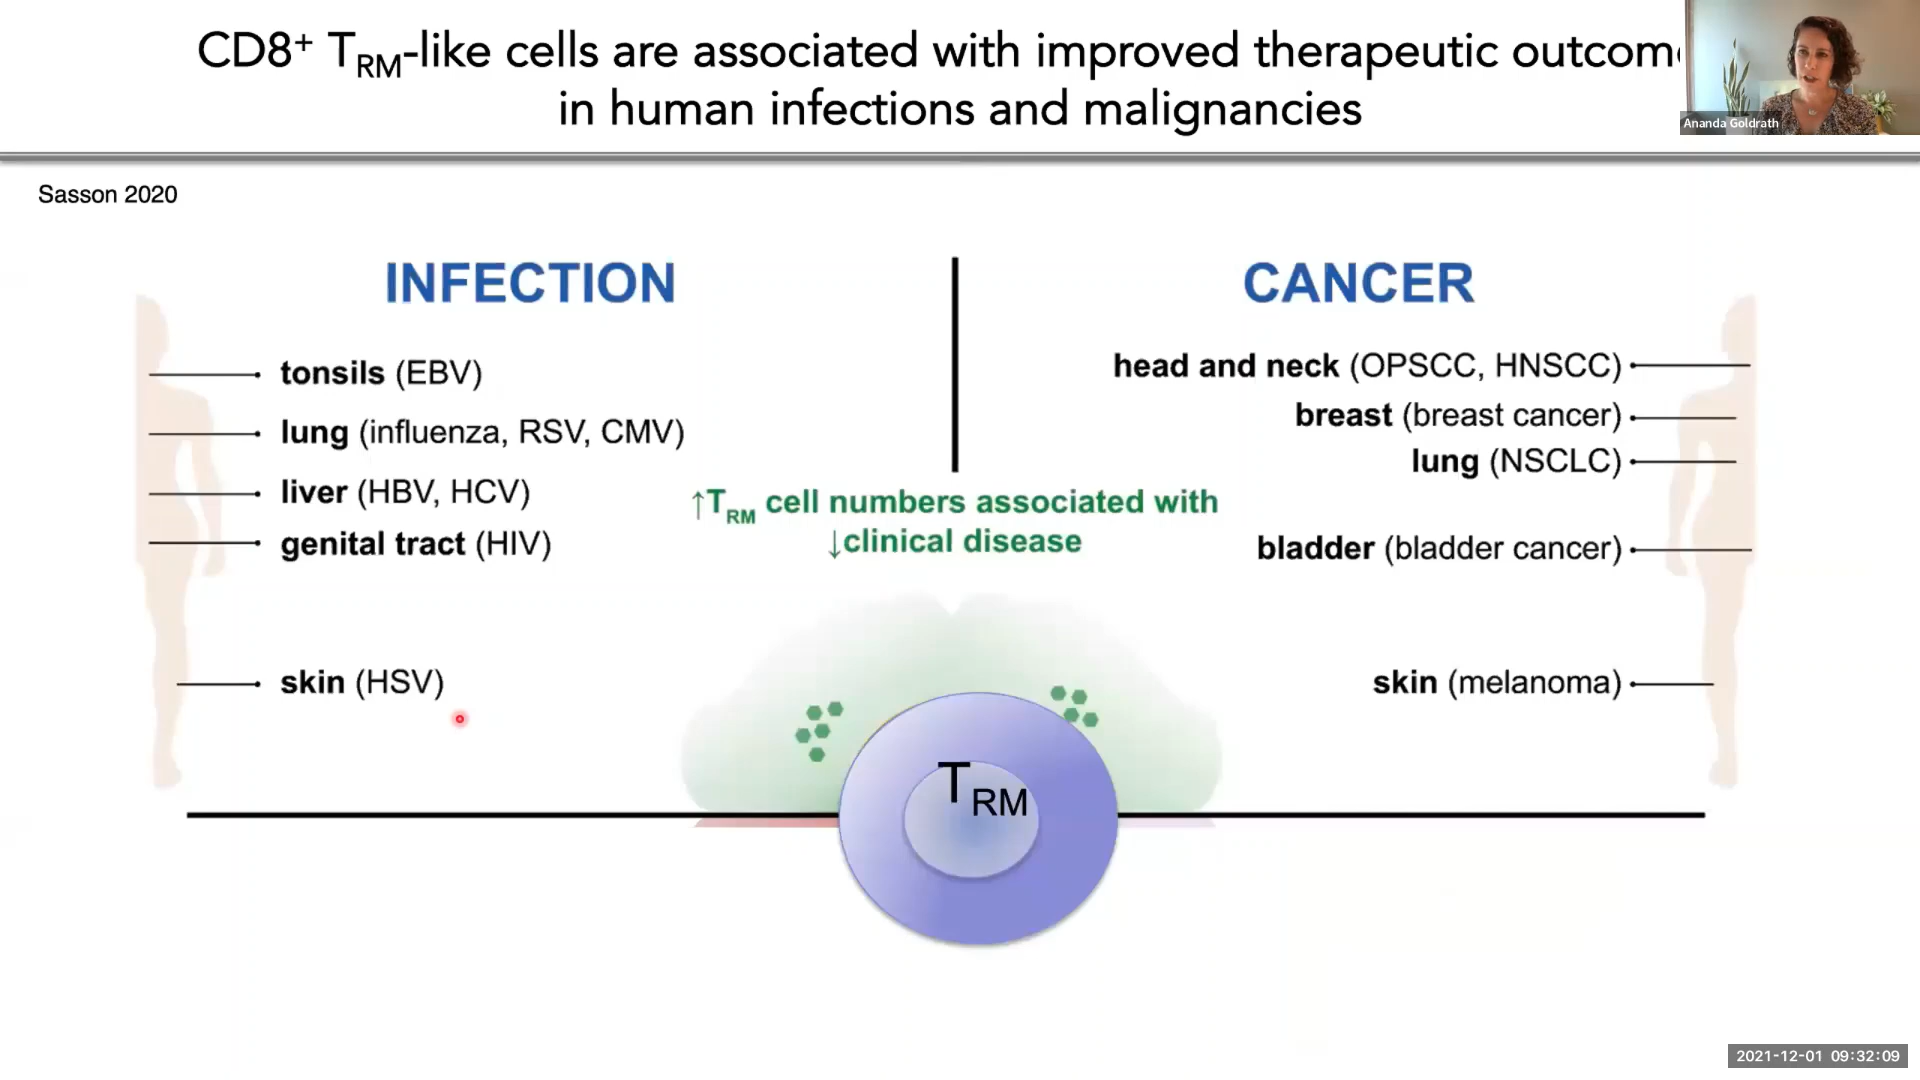 CD8+ TRM-like cells are associated with improved therapeutic outcom
in human infections and malignancies
Ananda Goldrath
Sasson 2020
INFECTION
CANCER
tonsils (EBV)
lung (influenza, RSV, CMV)
liver (HBV, HCV)
genital tract (HIV)
skin (HSV)
head and neck (OPSCC, HNSCC)
breast (breast cancer)
lung (NSCLC)
bladder (bladder cancer)
skin (melanoma)
↑TRM cell numbers associated with
↓clinical disease
TRM
2021-12-01 09:32:09